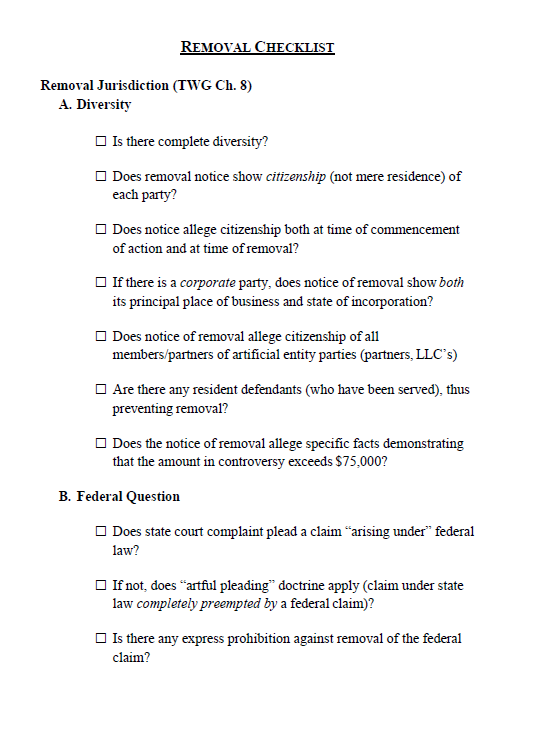 REMOVAL CHECKLIST
Removal Jurisdiction (TWG Ch. 8)
A. Diversity
☐ Is there complete diversity?
☐ Does removal notice show citizenship (not mere residence) of
each party?
☐ Does notice allege citizenship both at time of commencement
of action and at time of removal?
☐ If there is a corporate party, does notice of removal show both
its principal place of business and state of incorporation?
☐ Does notice of removal allege citizenship of all
members/partners of artificial entity parties (partners, LLC’s)
☐ Are there any resident defendants (who have been served), thus
preventing removal?
☐ Does the notice of removal allege specific facts demonstrating
that the amount in controversy exceeds $75,000?
B. Federal Question
☐ Does state court complaint plead a claim “arising under” federal
law?
☐ If not, does “artful pleading” doctrine apply (claim under state
law completely preempted by a federal claim)?
☐ Is there any express prohibition against removal of the federal
claim?